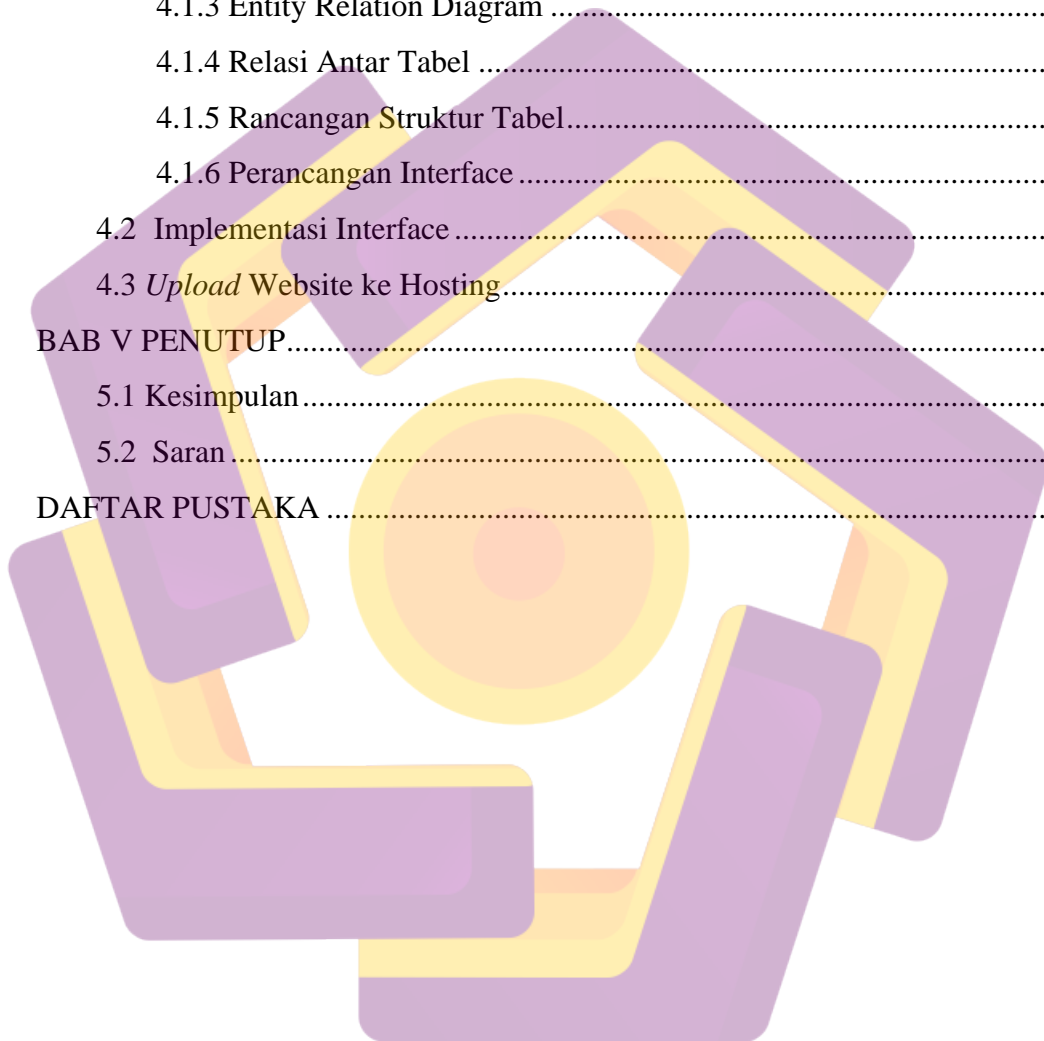 4.1.3 Entity Relation Diagram ..............................................................
4.1.4 Relasi Antar Tabel .......................................................................
4.1.5 Rancangan Struktur Tabel............................................................
4.1.6 Perancangan Interface ..................................................................
4.2  Implementasi Interface ..........................................................................
4.3 Upload Website ke Hosting....................................................................
BAB V PENUTUP................................................................................................
5.1 Kesimpulan..............................................................................................
5.2  Saran .......................................................................................................
DAFTAR PUSTAKA ...........................................................................................